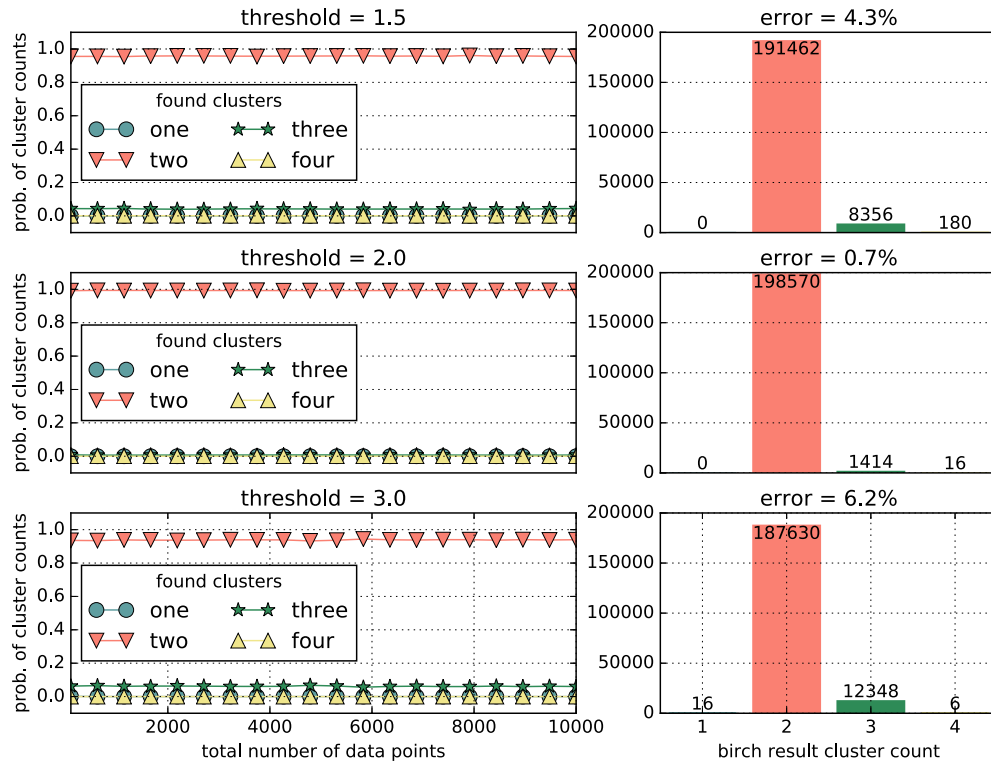 threshold = 1.5
prob. of cluster counts
1.0
0.8
0.6
0.4
0.2
0.0
found clusters
one three
two four
error = 4.3%
200000
150000
100000
50000
0
0 191462 8356 180
threshold = 2.0
prob. of cluster counts
1.0
0.8
0.6
0.4
0.2
0.0
found clusters
one three
two four
error = 0.7%
200000
150000
100000
50000
0
0 198570 1414 16
threshold = 3.0
prob. of cluster counts
1.0
0.8
0.6
0.4
0.2
0.0
found clusters
one three
two four
2000 4000 6000 8000 10000
total number of data points
error = 6.2%
200000
150000
100000
50000
0
16 187630 12348 6
1 2 3 4
birch result cluster count